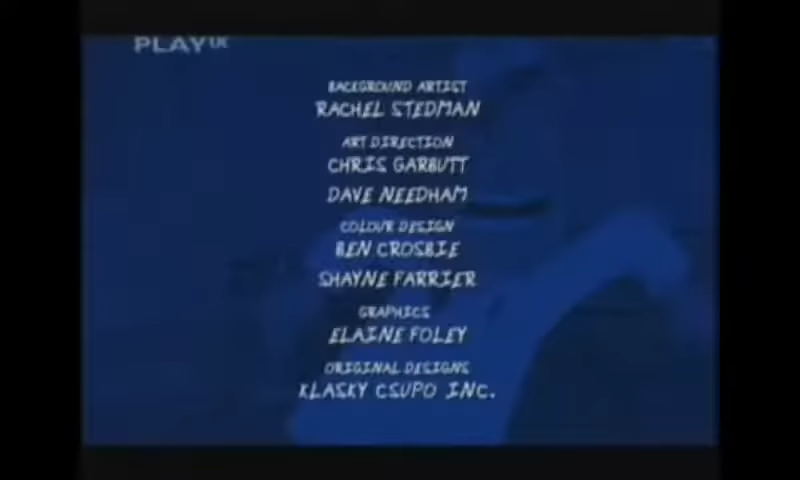 PLAY UK
BACKGROUND ARTIST
RACHEL STEDMAN
ART DIRECTION
CHRIS GARBUTT
DAVE NEEDHAM
COLOUR DESIGN
BEN CROSBIE
SHAYNE FARRIER
GRAPHICS
ELAINE FOLEY
ORIGINAL DESIGNS
KLASKY CSUPO INC.